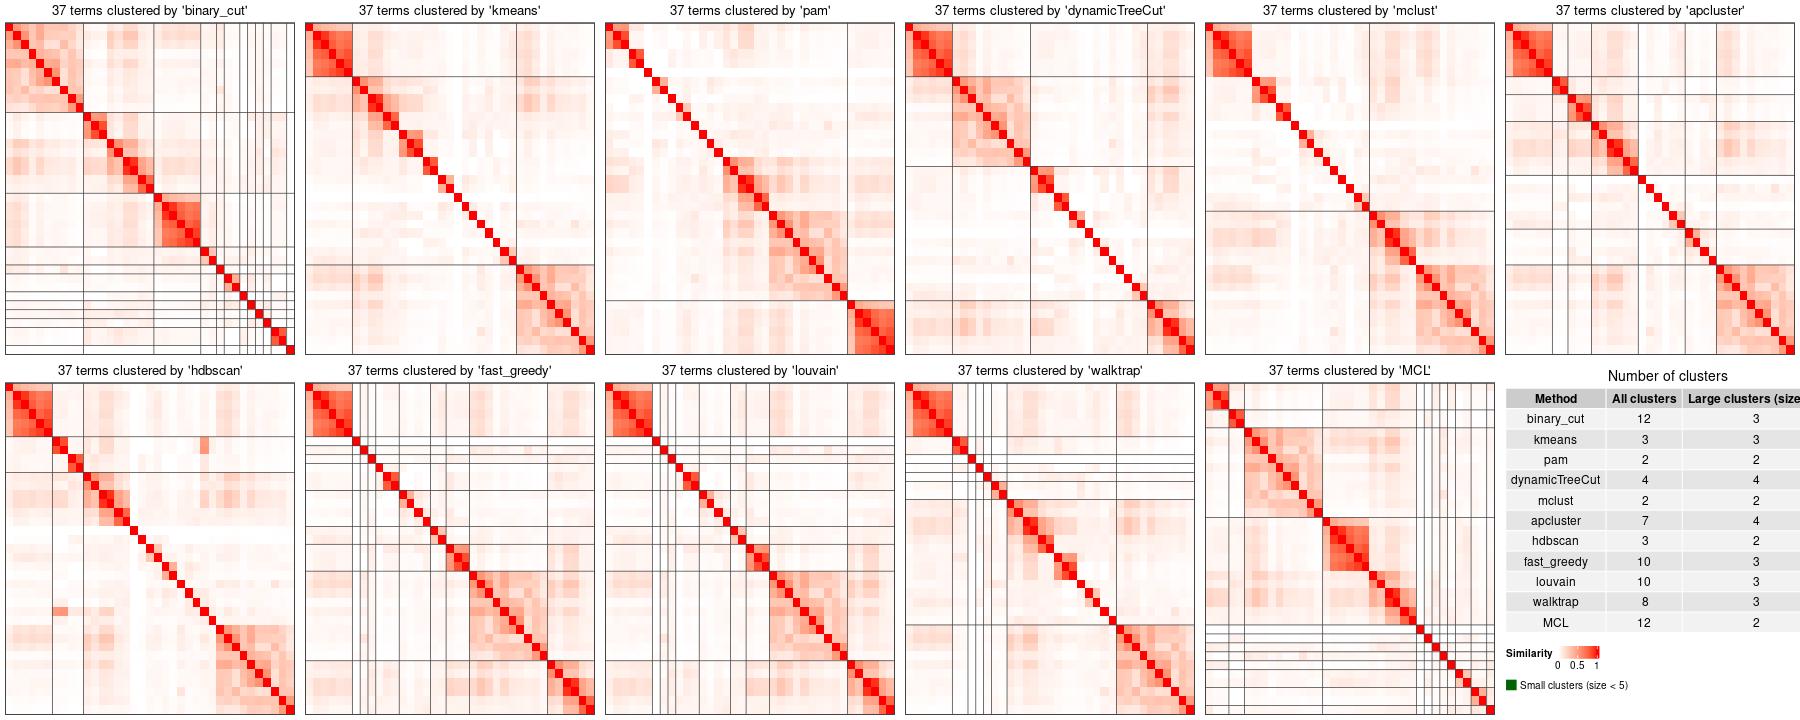 37 terms clustered by 'binary_cut'
37 terms clustered by 'kmeans'
37 terms clustered by 'pam'
37 terms clustered by 'dynamicTreeCut'
37 terms clustered by 'mclust'
37 terms clustered by 'apcluster'
37 terms clustered by 'hdbscan'
37 terms clustered by 'fast_greedy'
37 terms clustered by 'louvain'
37 terms clustered by 'walktrap'
37 terms clustered by 'MCL'
Number of clusters
Method All clusters Large clusters (size
binary_cut 12 3
kmeans 3 3
pam 2 2
dynamicTreeCut 4 4
mclust 2 2
apcluster 7 4
hdbscan 3 2
fast_greedy 10 3
louvain 10 3
walktrap 8 3
MCL 12 2
Similarity
0 0.5 1
Small clusters (size < 5)